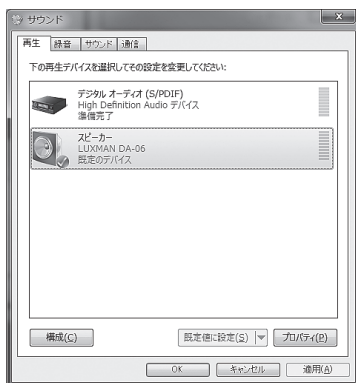 サウンド
再生 録音 サウンド 通信
下の再生デバイスを選択してその設定を変更してください:
デジタル オーディオ (S/PDIF)
High Definition Audio デバイス
準備完了
スピーカー
LUXMAN DA-06
既定のデバイス
構成(C) 既定値に設定(S) プロパティ(P)
OK キャンセル 適用(A)